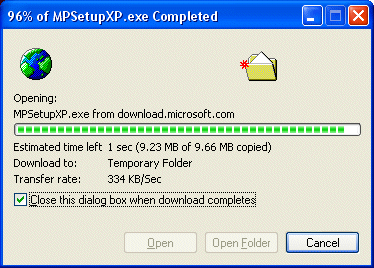 96% of MPSetupXP.exe Completed
Opening:
MPSetupXP.exe from download.microsoft.com
Estimated time left 1 sec (9.23 MB of 9.66 MB copied)
Download to: Temporary Folder
Transfer rate: 334 KB/Sec
Close this dialog box when download completes
Open Open Folder Cancel